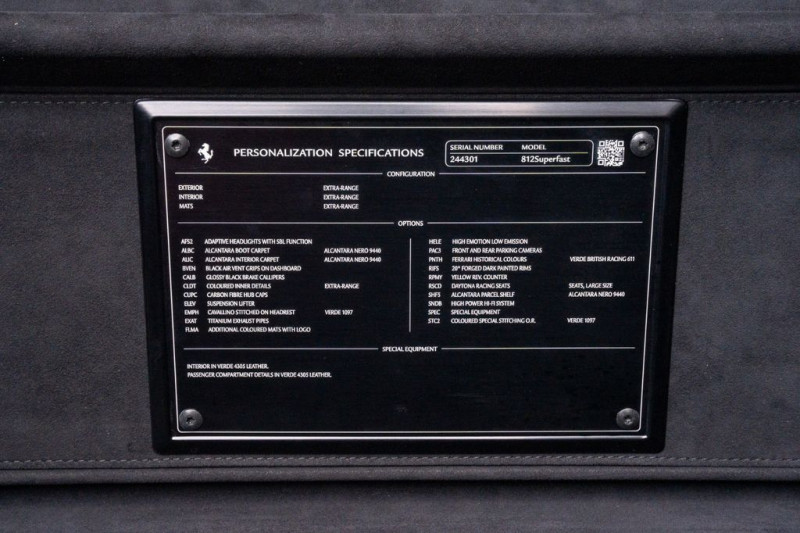 PERSONALIZATION SPECIFICATIONS
SERIAL NUMBER MODEL
244301 812Superfast
CONFIGURATION
EXTERIOR EXTRA-RANGE
INTERIOR EXTRA-RANGE
MATS EXTRA-RANGE
OPTIONS
AFS2 ADAPTIVE HEADLIGHTS WITH SBL FUNCTION
ALBC ALCANTARA BOOT CARPET ALCANTARA NERO 9440
ALIC ALCANTARA INTERIOR CARPET ALCANTARA NERO 9440
BVEN BLACK AIR VENT GRIPS ON DASHBOARD
CALB GLOSSY BLACK BRAKE CALLIPERS
CLDT COLOURED INNER DETAILS EXTRA-RANGE
CUPC CARBON FIBRE HUB CAPS
ELEV SUSPENSION LIFTER
EMPH CAVALLINO STITCHED ON HEADREST VERDE 1097
EXAT TITANIUM EXHAUST PIPES
FLMA ADDITIONAL COLOURED MATS WITH LOGO
HELE HIGH EMOTION LOW EMISSION
PAC3 FRONT AND REAR PARKING CAMERAS
PNTH FERRARI HISTORICAL COLOURS VERDE BRITISH RACING 611
RIFS 20" FORGED DARK PAINTED RIMS
RPMY YELLOW REV. COUNTER
RSCD DAYTONA RACING SEATS SEATS, LARGE SIZE
SHF3 ALCANTARA PARCEL SHELF ALCANTARA NERO 9440
SNDB HIGH POWER HI-FI SYSTEM
SPEC SPECIAL EQUIPMENT
STC2 COLOURED SPECIAL STITCHING O.R. VERDE 1097
SPECIAL EQUIPMENT
INTERIOR IN VERDE 4303 LEATHER.
PASSENGER COMPARTMENT DETAILS IN VERDE 4303 LEATHER.